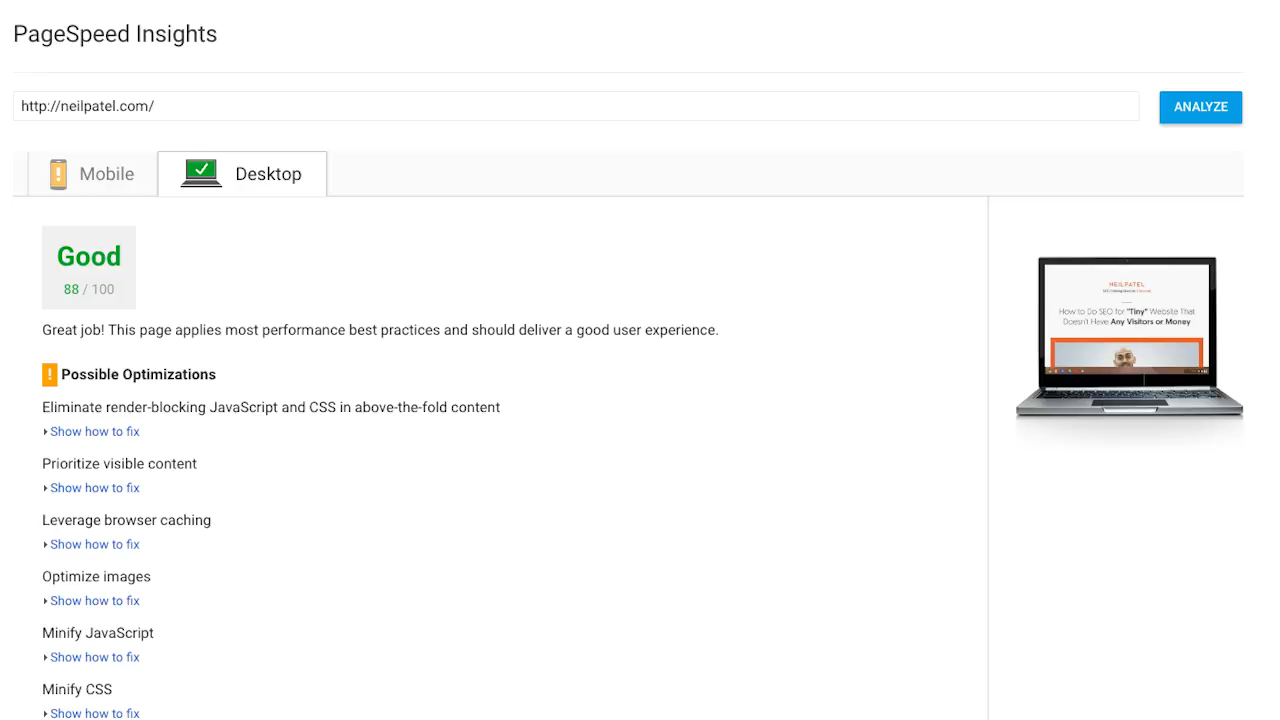 PageSpeed Insights
http://neilpatel.com/
ANALYZE
Mobile
Desktop
Good
88 / 100
Great job! This page applies most performance best practices and should deliver a good user experience.
Possible Optimizations
Eliminate render-blocking JavaScript and CSS in above-the-fold content
Show how to fix
Prioritize visible content
Show how to fix
Leverage browser caching
Show how to fix
Optimize images
Show how to fix
Minify JavaScript
Show how to fix
Minify CSS
Show how to fix
NEILPATEL
How to Do SEO for "Tiny" Website That
Doesn't Have Any Visitors or Money